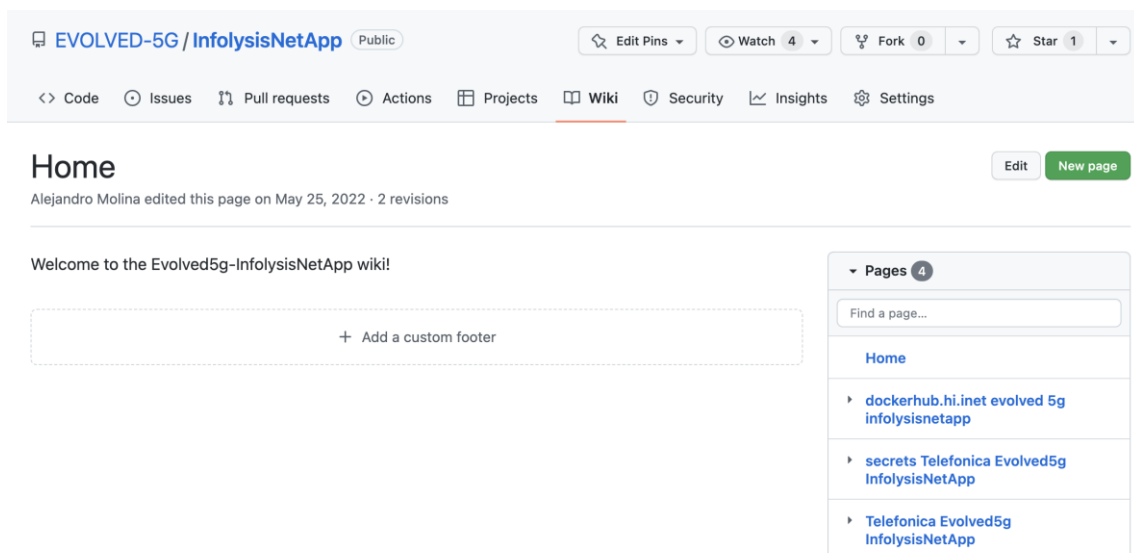 EVOLVED-5G / InfolysisNetApp Public Edit Pins Watch 4 Fork 0 Star 1
Code Issues Pull requests Actions Projects Wiki Security Insights Settings
Home Edit New page
Alejandro Molina edited this page on May 25, 2022 · 2 revisions
Welcome to the Evolved5g-InfolysisNetApp wiki!
+ Add a custom footer
Pages 4
Find a page...
Home
dockerhub.hi.inet evolved 5g
infolysisnetapp
secrets Telefonica Evolved5g
InfolysisNetApp
Telefonica Evolved5g
InfolysisNetApp